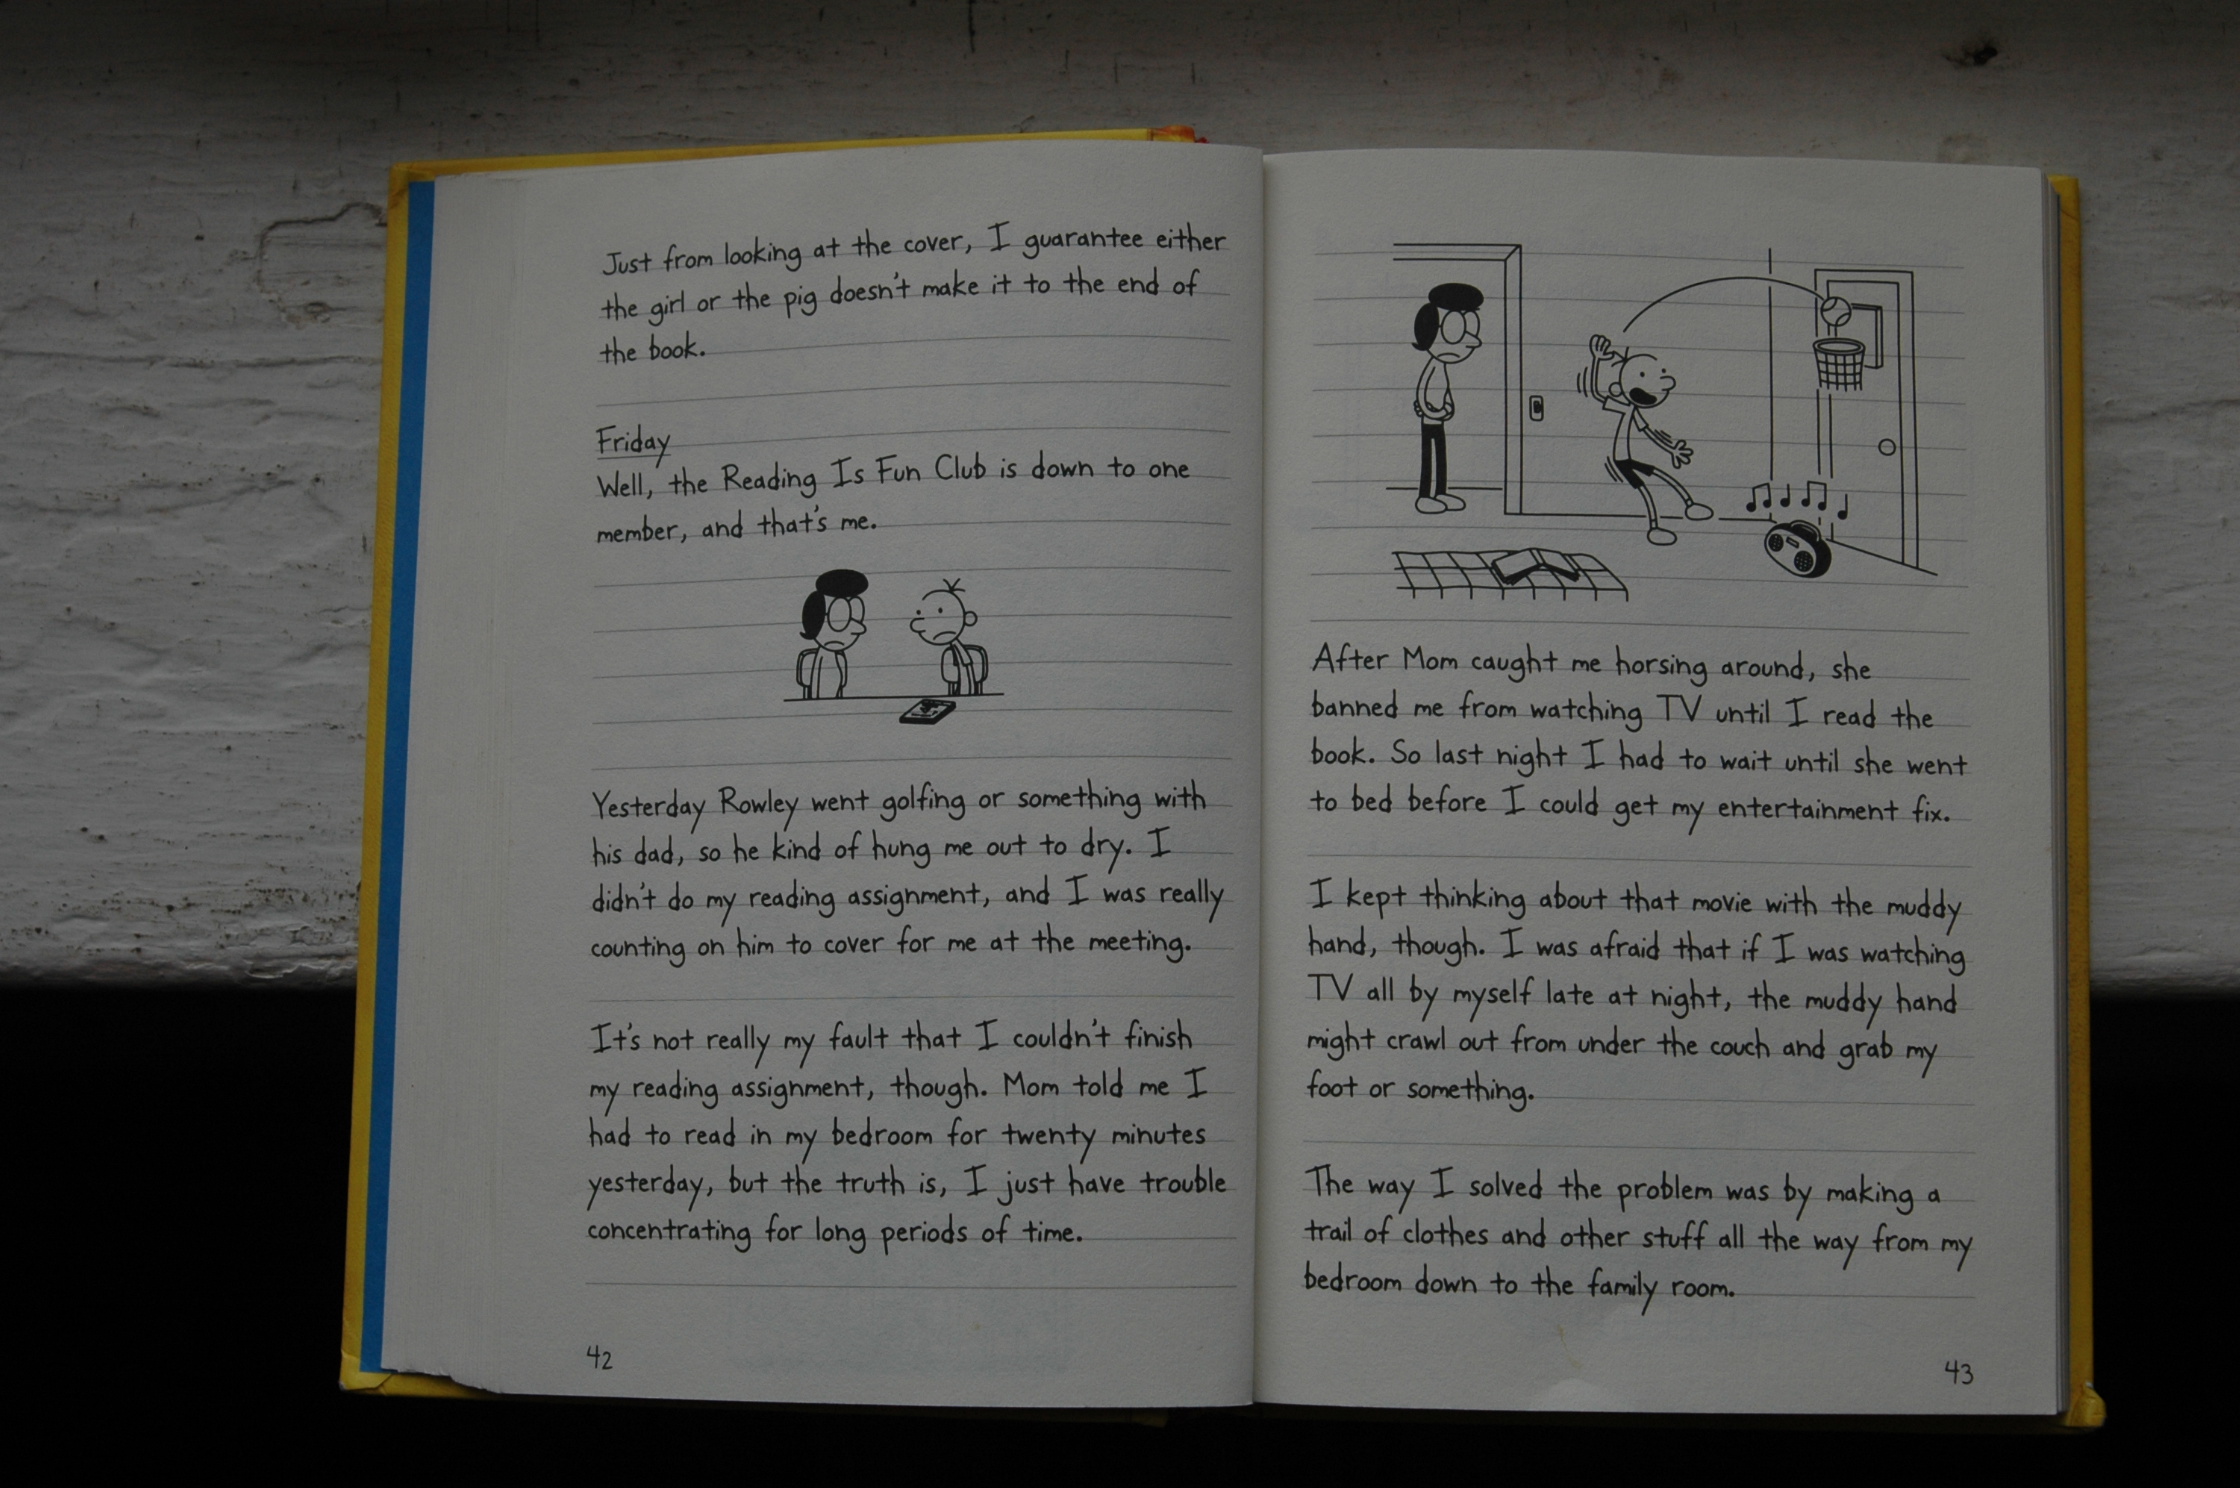 Just from looking at the cover, I guarantee either
the girl or the pig doesn't make it to the end of
the book.
Friday
Well, the Reading Is Fun Club is down to one
member, and that's me.
Yesterday Rowley went golfing or something with
his dad, so he kind of hung me out to dry. I
didn't do my reading assignment, and I was really
counting on him to cover for me at the meeting.
It's not really my fault that I couldn't finish
my reading assignment, though. Mom told me I
had to read in my bedroom for twenty minutes
yesterday, but the truth is, I just have trouble
concentrating for long periods of time.
42
After Mom caught me horsing around, she
banned me from watching TV until I read the
book. So last night I had to wait until she went
to bed before I could get my entertainment fix.
I kept thinking about that movie with the muddy
hand, though. I was afraid that if I was watching
TV all by myself late at night, the muddy hand
might crawl out from under the couch and grab my
foot or something.
The way I solved the problem was by making a
trail of clothes and other stuff all the way from my
bedroom down to the family room.
43